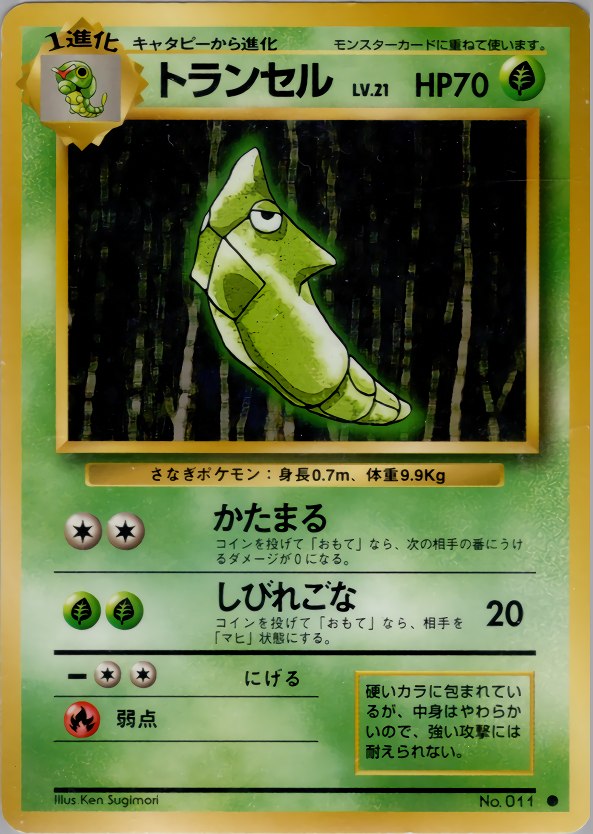 1進化 キャタピーから進化 モンスターカードに重ねて使います。
トランセル LV.21 HP70
さなぎポケモン：身長0.7m、体重9.9Kg
かたまる
コインを投げて「おもて」なら、次の相手の番にうけ
るダメージが0になる。
しびれごな 20
コインを投げて「おもて」なら、相手を
「マヒ」状態にする。
− にげる
弱点
硬いカラに包まれてい
るが、中身はやわらか
いので、強い攻撃には
耐えられない。
Illus.Ken Sugimori No. 011 ●